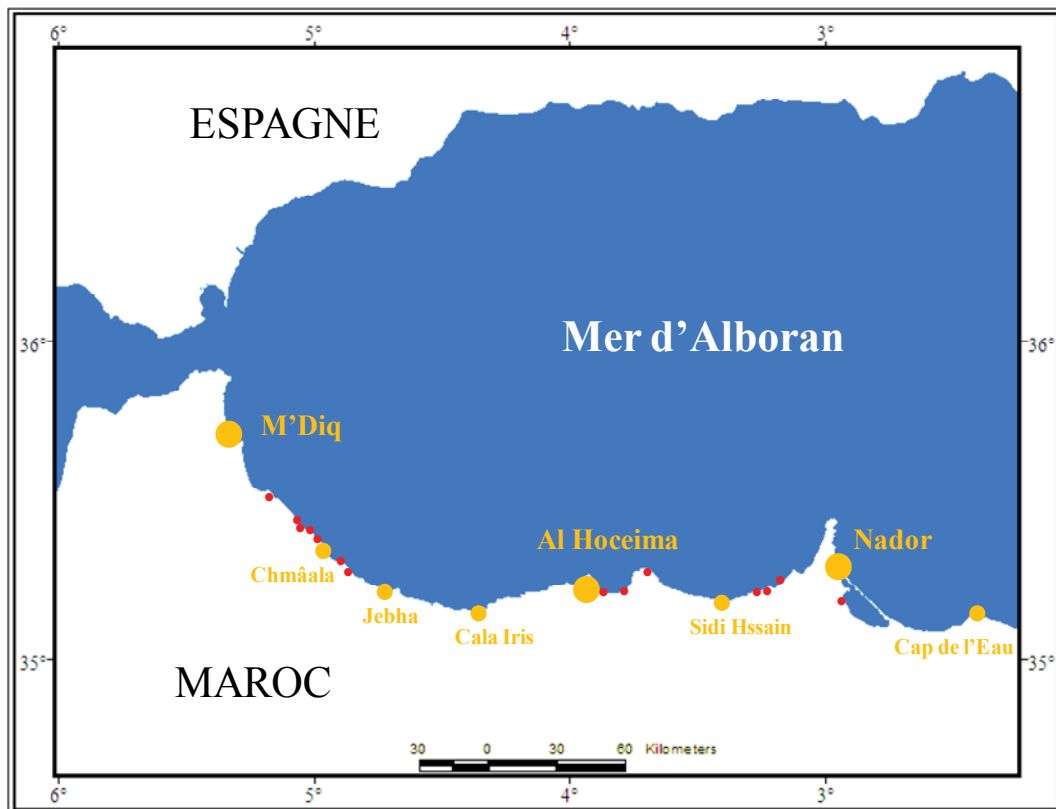 6° 5° 4° 3°
ESPAGNE
36° Mer d’Alboran 36°
M’Diq
Al Hoceima
Nador
Chmâala
Jebha
Cala Iris
Sidi Hssain
Cap de l’Eau
35° 35°
MAROC
30 0 30 60 Kilometers
6° 5° 4° 3°